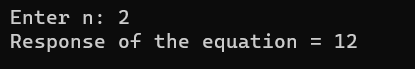 Enter n: 2
Response of the equation = 12